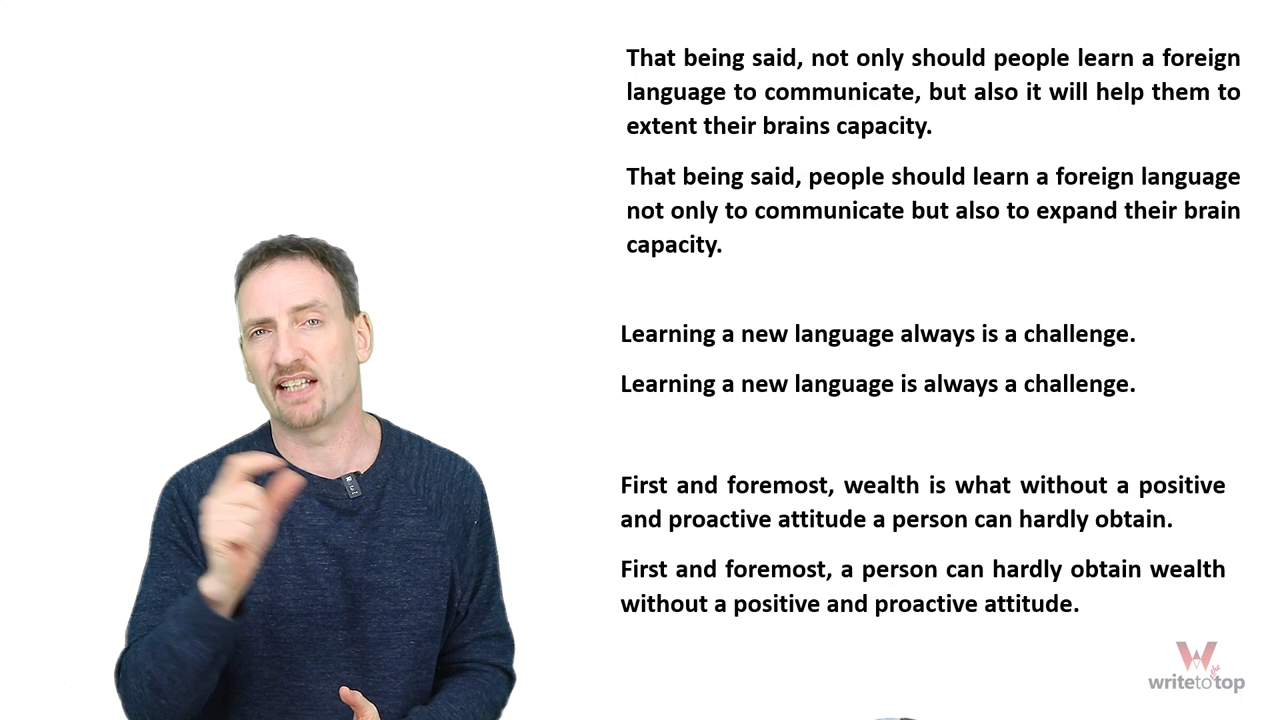 That being said, not only should people learn a foreign
language to communicate, but also it will help them to
extent their brains capacity.
That being said, people should learn a foreign language
not only to communicate but also to expand their brain
capacity.
Learning a new language always is a challenge.
Learning a new language is always a challenge.
First and foremost, wealth is what without a positive
and proactive attitude a person can hardly obtain.
First and foremost, a person can hardly obtain wealth
without a positive and proactive attitude.
W
writetothetop